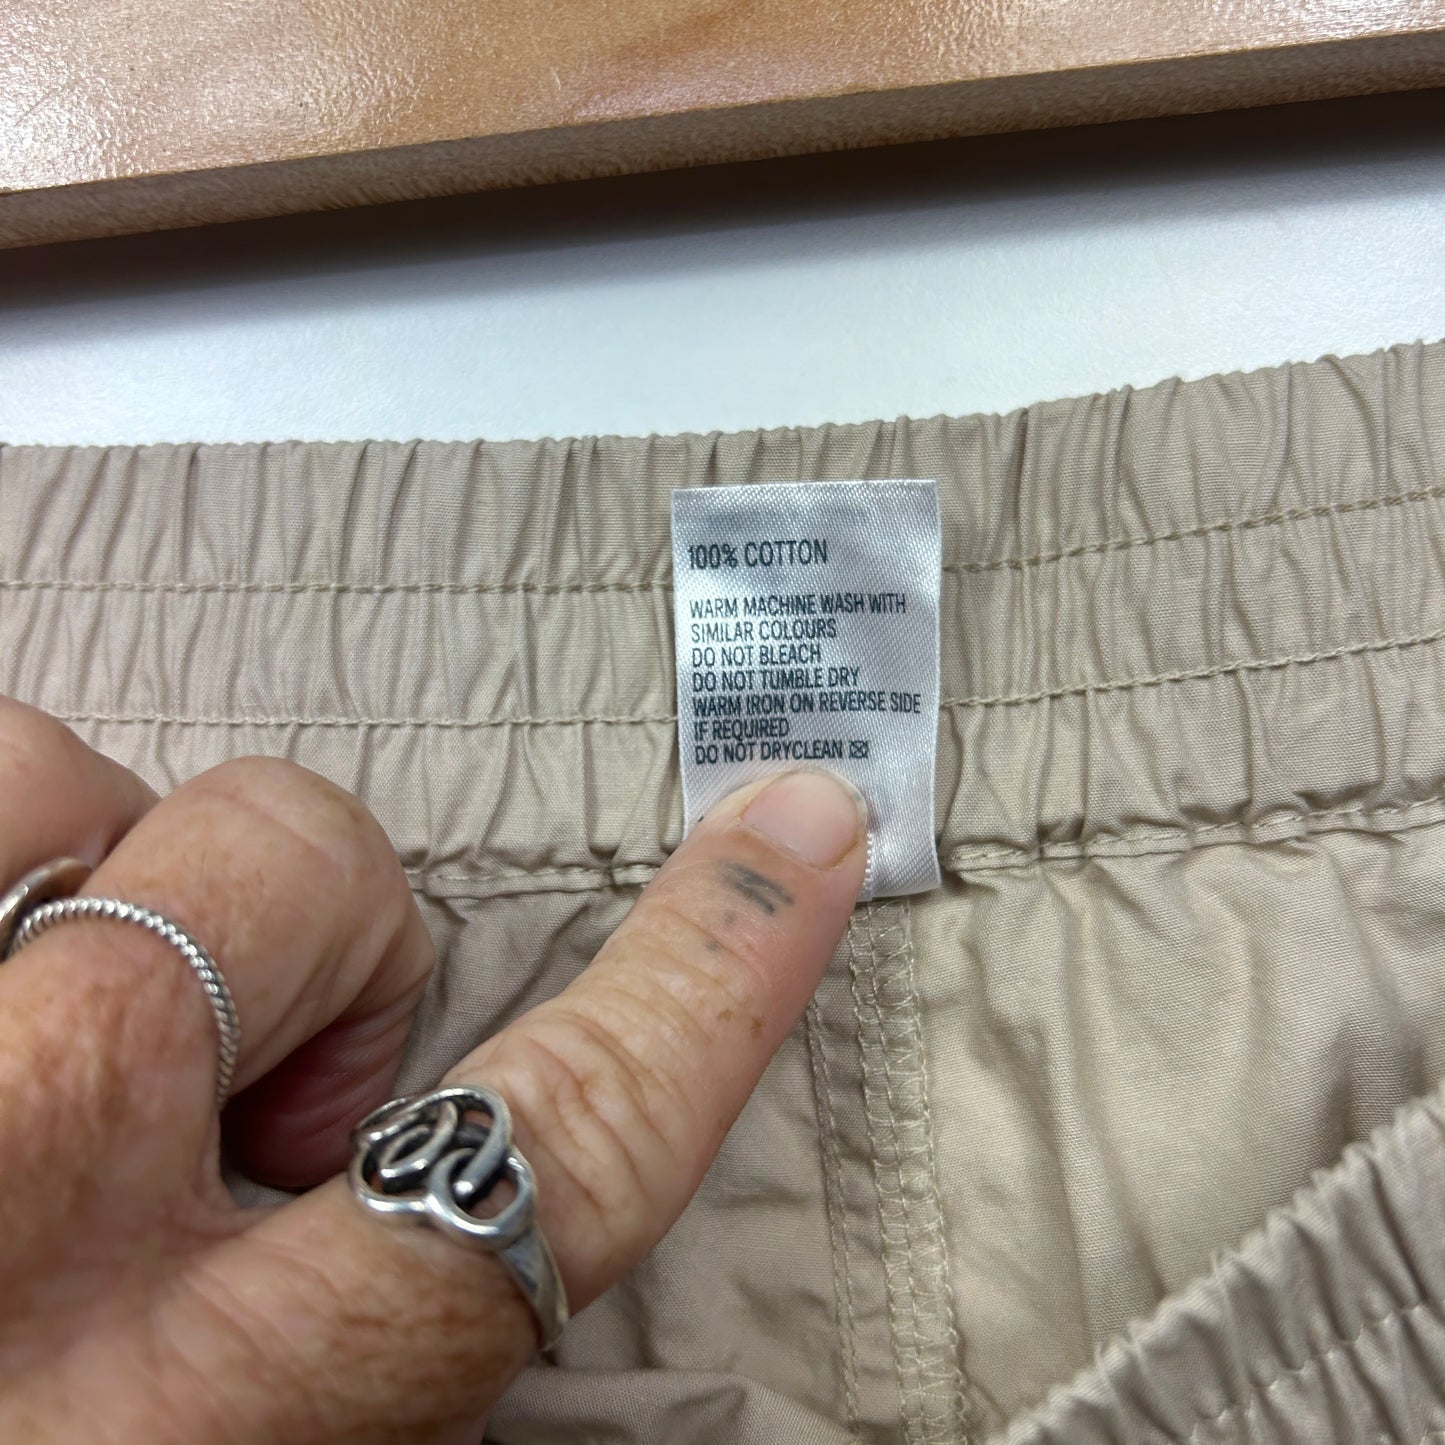 100% COTTON
WARM MACHINE WASH WITH
SIMILAR COLOURS
DO NOT BLEACH
DO NOT TUMBLE DRY
WARM IRON ON REVERSE SIDE
IF REQUIRED
DO NOT DRYCLEAN